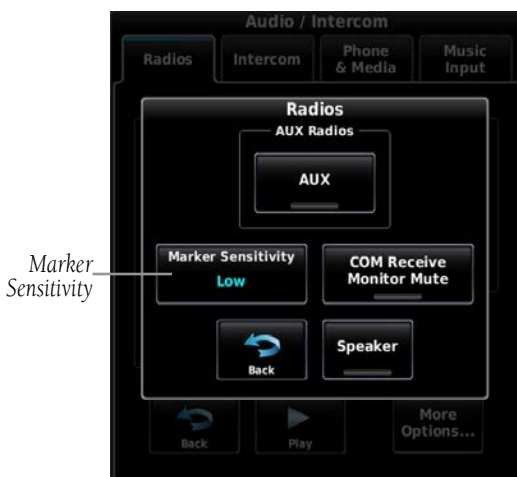 Audio / Intercom
Radios
Intercom
Phone
& Media
Music
Input
Radios
AUX Radios
AUX
Marker Sensitivity
Low
COM Receive
Monitor Mute
Marker
Sensitivity
Back
Speaker
Back
Play
More
Options...